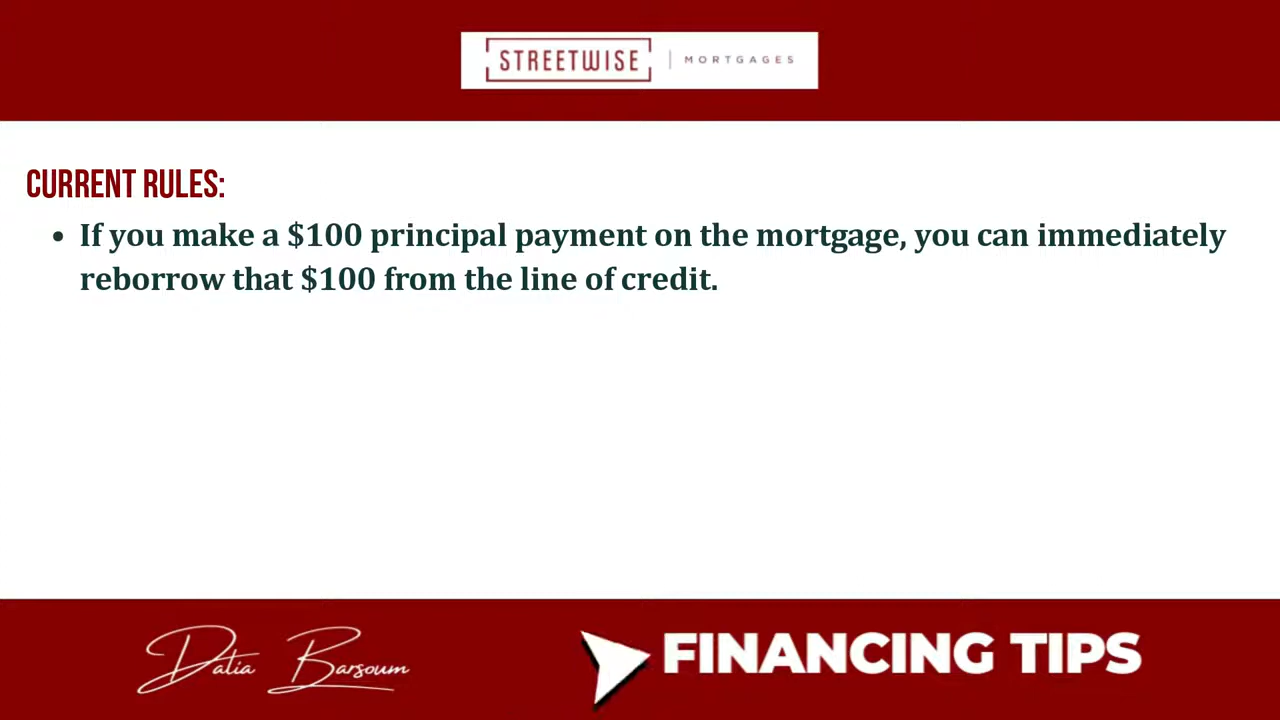 STREETWISE | MORTGAGES
CURRENT RULES:
• If you make a $100 principal payment on the mortgage, you can immediately
reborrow that $100 from the line of credit.
Dalia Barsoum
FINANCING TIPS